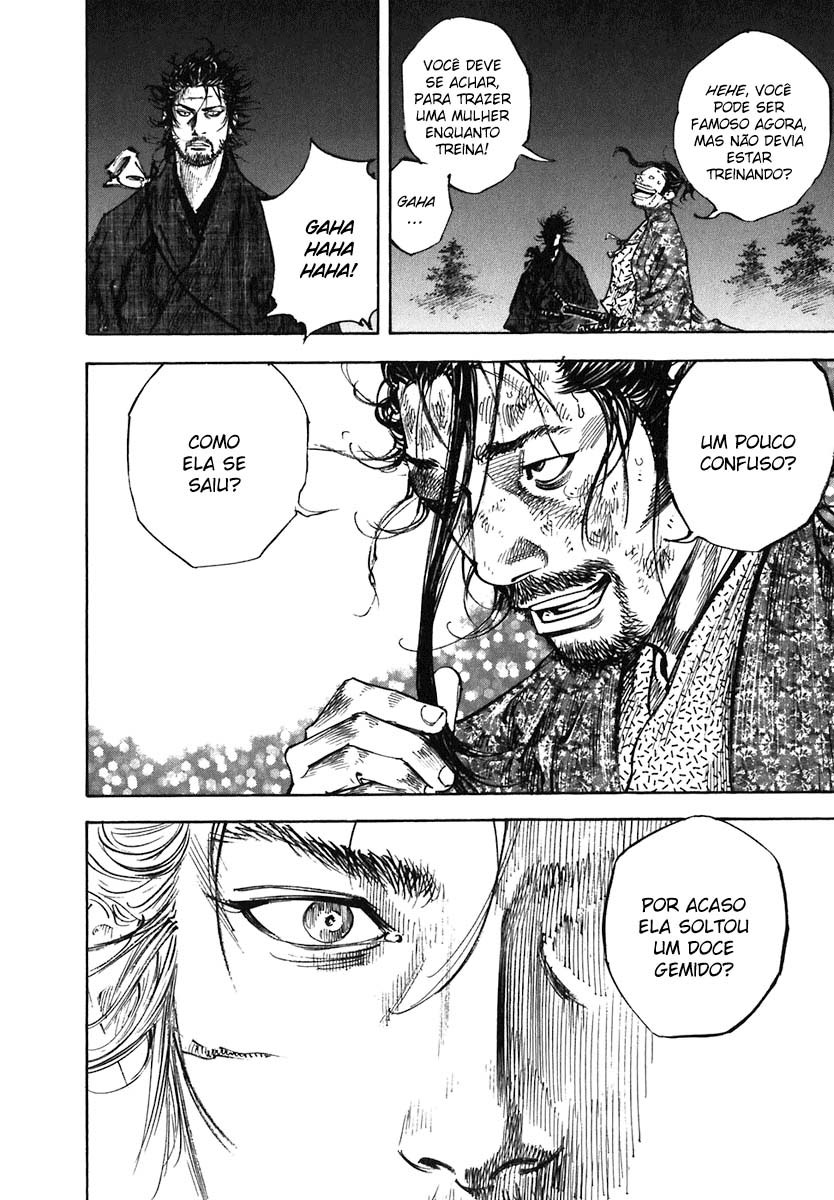 HEHE, VOCÊ
PODE SER
FAMOSO AGORA,
MAS NÃO DEVIA
ESTAR
TREINANDO?
VOCÊ DEVE
SE ACHAR,
PARA TRAZER
UMA MULHER
ENQUANTO
TREINA!
GAHA
...
GAHA
HAHA
HAHA!
UM POUCO
CONFUSO?
COMO
ELA SE
SAIU?
POR ACASO
ELA SOLTOU
UM DOCE
GEMIDO?